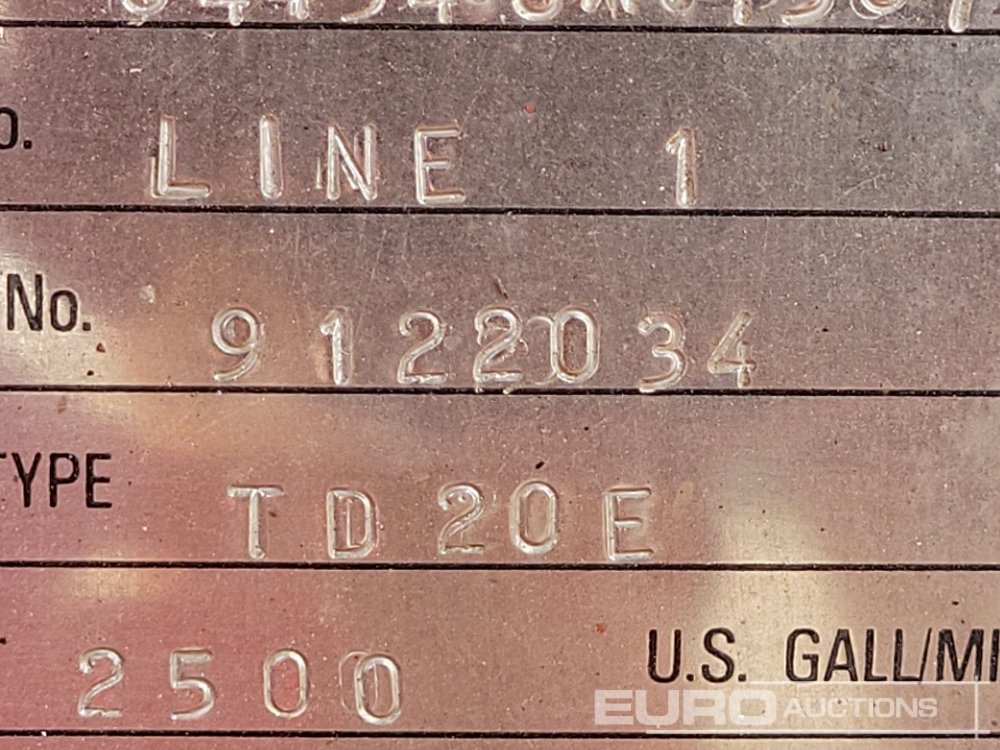 LINE 1
No. 9122034
TYPE TD20E
2500 U.S. GALL/MI
EURO AUCTIONS